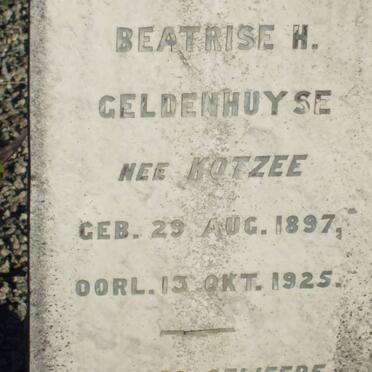 BEATRISE H.
GELDENHUYSE
NEE KOTZEE
GEB. 29 AUG. 1897,
OORL. 13 OKT. 1925.